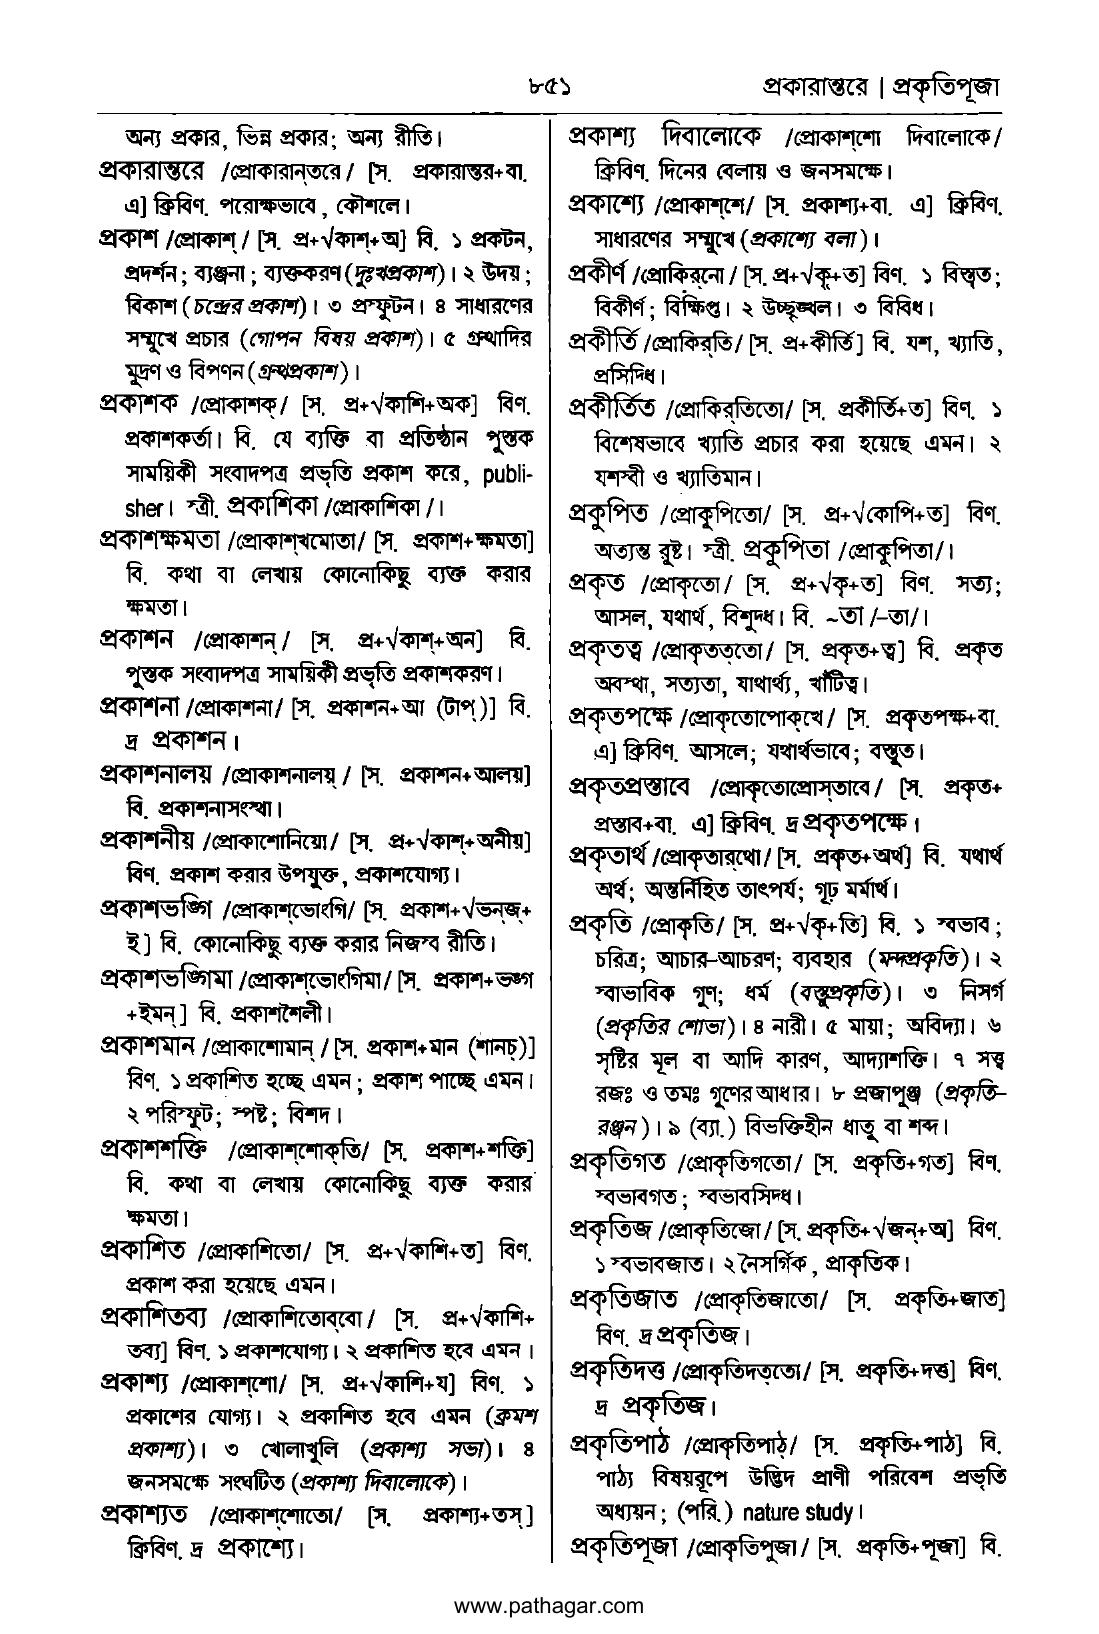 ৮৫১
প্রকারান্তরে | প্রকৃতিপূজা
অন্য প্রকার, ভিন্ন প্রকার; অন্য রীতি।
প্রকারান্তরে /প্রোকারান্‌তরে/ [স. প্রকারান্তর+বা.
এ] ক্রিবিণ. পরোক্ষভাবে, কৌশলে।
প্রকাশ /প্রোকাশ্‌/ [স. প্র+√কাশ্‌+অ] বি. ১ প্রকটন,
প্রদর্শন; ব্যঞ্জনা; ব্যক্তকরণ (দুঃখপ্রকাশ)। ২ উদয়;
বিকাশ (চন্দ্রের প্রকাশ)। ৩ প্রস্ফুটন। ৪ সাধারণের
সম্মুখে প্রচার (গোপন বিষয় প্রকাশ)। ৫ গ্রন্থাদির
মুদ্রণ ও বিপণন (গ্রন্থপ্রকাশ)।
প্রকাশক /প্রোকাশক্‌/ [স. প্র+√কাশি+অক] বিণ.
প্রকাশকর্তা। বি. যে ব্যক্তি বা প্রতিষ্ঠান পুস্তক
সাময়িকী সংবাদপত্র প্রভৃতি প্রকাশ করে, publi-
sher। স্ত্রী. প্রকাশিকা /প্রোকাশিকা/।
প্রকাশক্ষমতা /প্রোকাশ্‌খমোতা/ [স. প্রকাশ+ক্ষমতা]
বি. কথা বা লেখায় কোনোকিছু ব্যক্ত করার
ক্ষমতা।
প্রকাশন /প্রোকাশন্‌/ [স. প্র+√কাশ্‌+অন] বি.
পুস্তক সংবাদপত্র সাময়িকী প্রভৃতি প্রকাশকরণ।
প্রকাশনা /প্রোকাশনা/ [স. প্রকাশন+আ (টাপ্‌)] বি.
দ্র প্রকাশন।
প্রকাশনালয় /প্রোকাশনালয়্‌/ [স. প্রকাশন+আলয়]
বি. প্রকাশনাসংস্থা।
প্রকাশনীয় /প্রোকাশোনিয়ো/ [স. প্র+√কাশ্‌+অনীয়]
বিণ. প্রকাশ করার উপযুক্ত, প্রকাশযোগ্য।
প্রকাশভঙ্গি /প্রোকাশ্‌ভোংগি/ [স. প্রকাশ+√ভন্‌জ্‌+
ই] বি. কোনোকিছু ব্যক্ত করার নিজস্ব রীতি।
প্রকাশভঙ্গিমা /প্রোকাশ্‌ভোংগিমা/ [স. প্রকাশ+ভঙ্গ
+ইমন্‌] বি. প্রকাশশৈলী।
প্রকাশমান /প্রোকাশোমান্‌/ [স. প্রকাশ+মান (শানচ্‌)]
বিণ. ১ প্রকাশিত হচ্ছে এমন; প্রকাশ পাচ্ছে এমন।
২ পরিস্ফুট; স্পষ্ট; বিশদ।
প্রকাশশক্তি /প্রোকাশ্‌শোক্‌তি/ [স. প্রকাশ+শক্তি]
বি. কথা বা লেখায় কোনোকিছু ব্যক্ত করার
ক্ষমতা।
প্রকাশিত /প্রোকাশিতো/ [স. প্র+√কাশি+ত] বিণ.
প্রকাশ করা হয়েছে এমন।
প্রকাশিতব্য /প্রোকাশিতোব্‌বো/ [স. প্র+√কাশি+
তব্য] বিণ. ১ প্রকাশযোগ্য। ২ প্রকাশিত হবে এমন।
প্রকাশ্য /প্রোকাশ্‌শো/ [স. প্র+√কাশি+য] বিণ. ১
প্রকাশের যোগ্য। ২ প্রকাশিত হবে এমন (ক্রমশ
প্রকাশ্য)। ৩ খোলাখুলি (প্রকাশ্য সভা)। ৪
জনসমক্ষে সংঘটিত (প্রকাশ্য দিবালোকে)।
প্রকাশ্যত /প্রোকাশ্‌শোতো/ [স. প্রকাশ্য+তস্‌]
ক্রিবিণ. দ্র প্রকাশ্যে।
প্রকাশ্য দিবালোকে /প্রোকাশ্‌শো দিবালোকে/
ক্রিবিণ. দিনের বেলায় ও জনসমক্ষে।
প্রকাশ্যে /প্রোকাশ্‌শে/ [স. প্রকাশ্য+বা. এ] ক্রিবিণ.
সাধারণের সম্মুখে (প্রকাশ্যে বলা)।
প্রকীর্ণ /প্রোকির্‌নো/ [স. প্র+√কৃ+ত] বিণ. ১ বিস্তৃত;
বিকীর্ণ; বিক্ষিপ্ত। ২ উচ্ছৃঙ্খল। ৩ বিবিধ।
প্রকীর্তি /প্রোকির্‌তি/ [স. প্র+কীর্তি] বি. যশ, খ্যাতি,
প্রসিদ্ধি।
প্রকীর্তিত /প্রোকির্‌তিতো/ [স. প্রকীর্তি+ত] বিণ. ১
বিশেষভাবে খ্যাতি প্রচার করা হয়েছে এমন। ২
যশস্বী ও খ্যাতিমান।
প্রকুপিত /প্রোকুপিতো/ [স. প্র+√কোপি+ত] বিণ.
অত্যন্ত রুষ্ট। স্ত্রী. প্রকুপিতা /প্রোকুপিতা/।
প্রকৃত /প্রোকৃতো/ [স. প্র+√কৃ+ত] বিণ. সত্য;
আসল, যথার্থ, বিশুদ্ধ। বি. ~তা /–তা/।
প্রকৃতত্ব /প্রোকৃতত্‌তো/ [স. প্রকৃত+ত্ব] বি. প্রকৃত
অবস্থা, সত্যতা, যাথার্থ্য, খাঁটিত্ব।
প্রকৃতপক্ষে /প্রোকৃতোপোক্‌খে/ [স. প্রকৃতপক্ষ+বা.
এ] ক্রিবিণ. আসলে; যথার্থভাবে; বস্তুত।
প্রকৃতপ্রস্তাবে /প্রোকৃতোপ্রোস্‌তাবে/ [স. প্রকৃত+
প্রস্তাব+বা. এ] ক্রিবিণ. দ্র প্রকৃতপক্ষে।
প্রকৃতার্থ /প্রোকৃতার্‌থো/ [স. প্রকৃত+অর্থ] বি. যথার্থ
অর্থ; অন্তর্নিহিত তাৎপর্য; গূঢ় মর্মার্থ।
প্রকৃতি /প্রোকৃতি/ [স. প্র+√কৃ+তি] বি. ১ স্বভাব;
চরিত্র; আচার–আচরণ; ব্যবহার (মন্দপ্রকৃতি)। ২
স্বাভাবিক গুণ; ধর্ম (বস্তুপ্রকৃতি)। ৩ নিসর্গ
(প্রকৃতির শোভা)। ৪ নারী। ৫ মায়া; অবিদ্যা। ৬
সৃষ্টির মূল বা আদি কারণ, আদ্যাশক্তি। ৭ সত্ত্ব
রজঃ ও তমঃ গুণের আধার। ৮ প্রজাপুঞ্জ (প্রকৃতি–
রঞ্জন)। ৯ (ব্যা.) বিভক্তিহীন ধাতু বা শব্দ।
প্রকৃতিগত /প্রোকৃতিগতো/ [স. প্রকৃতি+গত] বিণ.
স্বভাবগত; স্বভাবসিদ্ধ।
প্রকৃতিজ /প্রোকৃতিজো/ [স. প্রকৃতি+√জন্‌+অ] বিণ.
১ স্বভাবজাত। ২ নৈসর্গিক, প্রাকৃতিক।
প্রকৃতিজাত /প্রোকৃতিজাতো/ [স. প্রকৃতি+জাত]
বিণ. দ্র প্রকৃতিজ।
প্রকৃতিদত্ত /প্রোকৃতিদত্‌তো/ [স. প্রকৃতি+দত্ত] বিণ.
দ্র প্রকৃতিজ।
প্রকৃতিপাঠ /প্রোকৃতিপাঠ্‌/ [স. প্রকৃতি+পাঠ] বি.
পাঠ্য বিষয়রূপে উদ্ভিদ প্রাণী পরিবেশ প্রভৃতি
অধ্যয়ন; (পরি.) nature study।
প্রকৃতিপূজা /প্রোকৃতিপুজা/ [স. প্রকৃতি+পূজা] বি.
www.pathagar.com